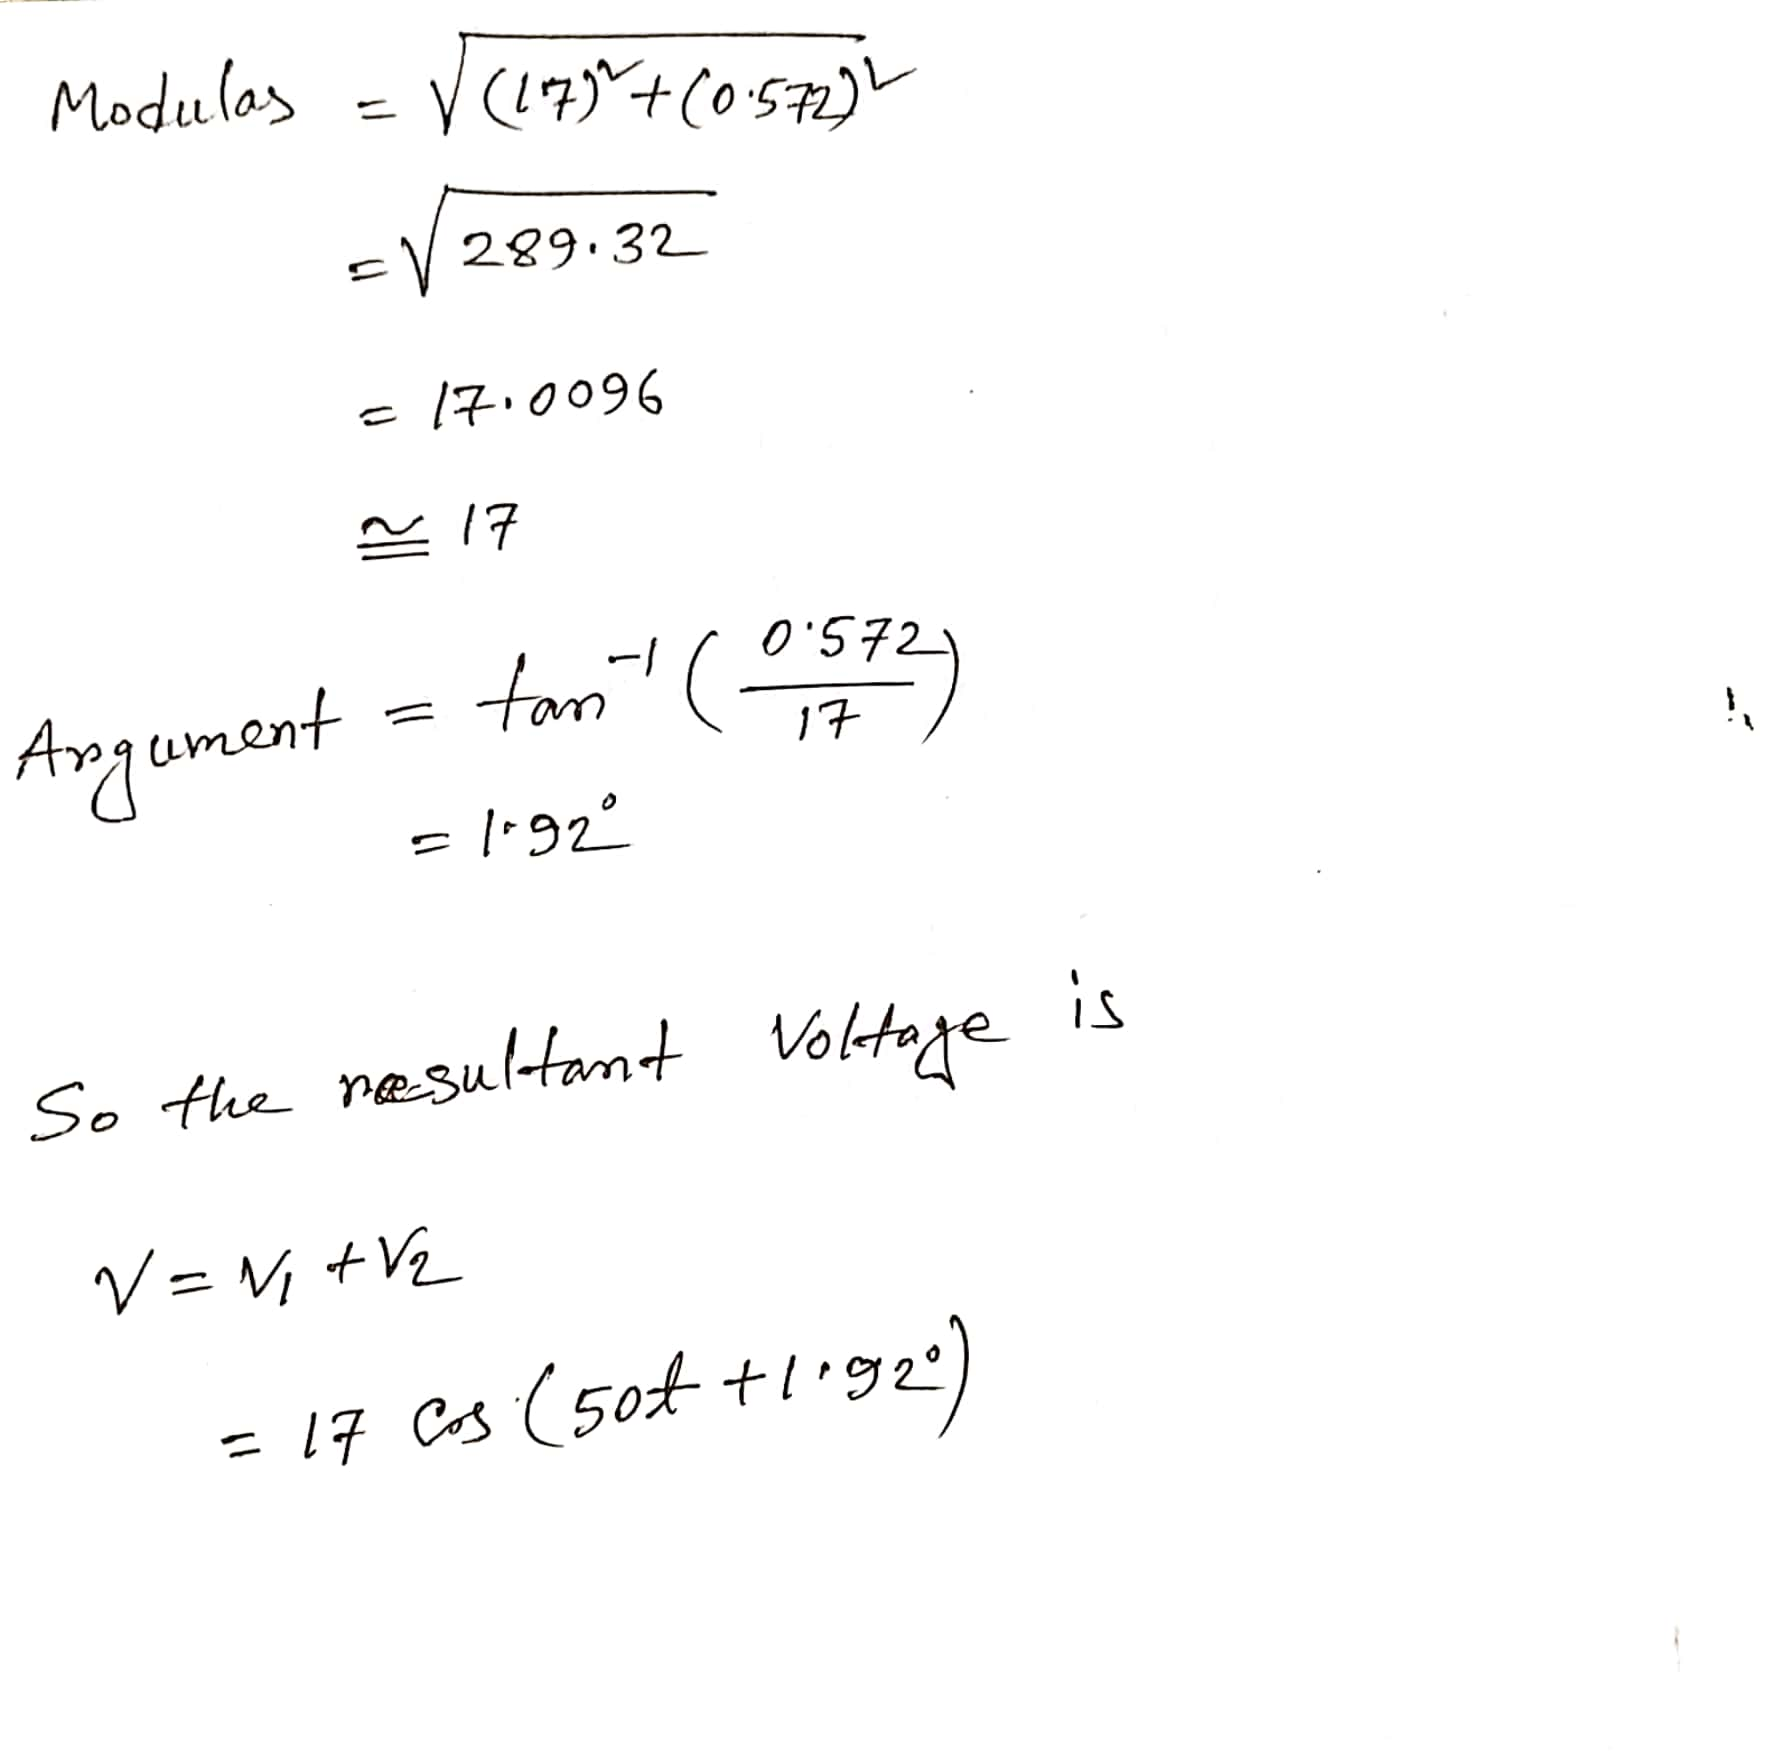 Modulas = √(17)² + (0.572)²
= √289.32
= 17.0096
≅ 17
Argument = tan⁻¹ (0.572/17)
= 1.92°
So the resultant Voltage is
V = V₁ + V₂
= 17 Cos (50t + 1.92°)